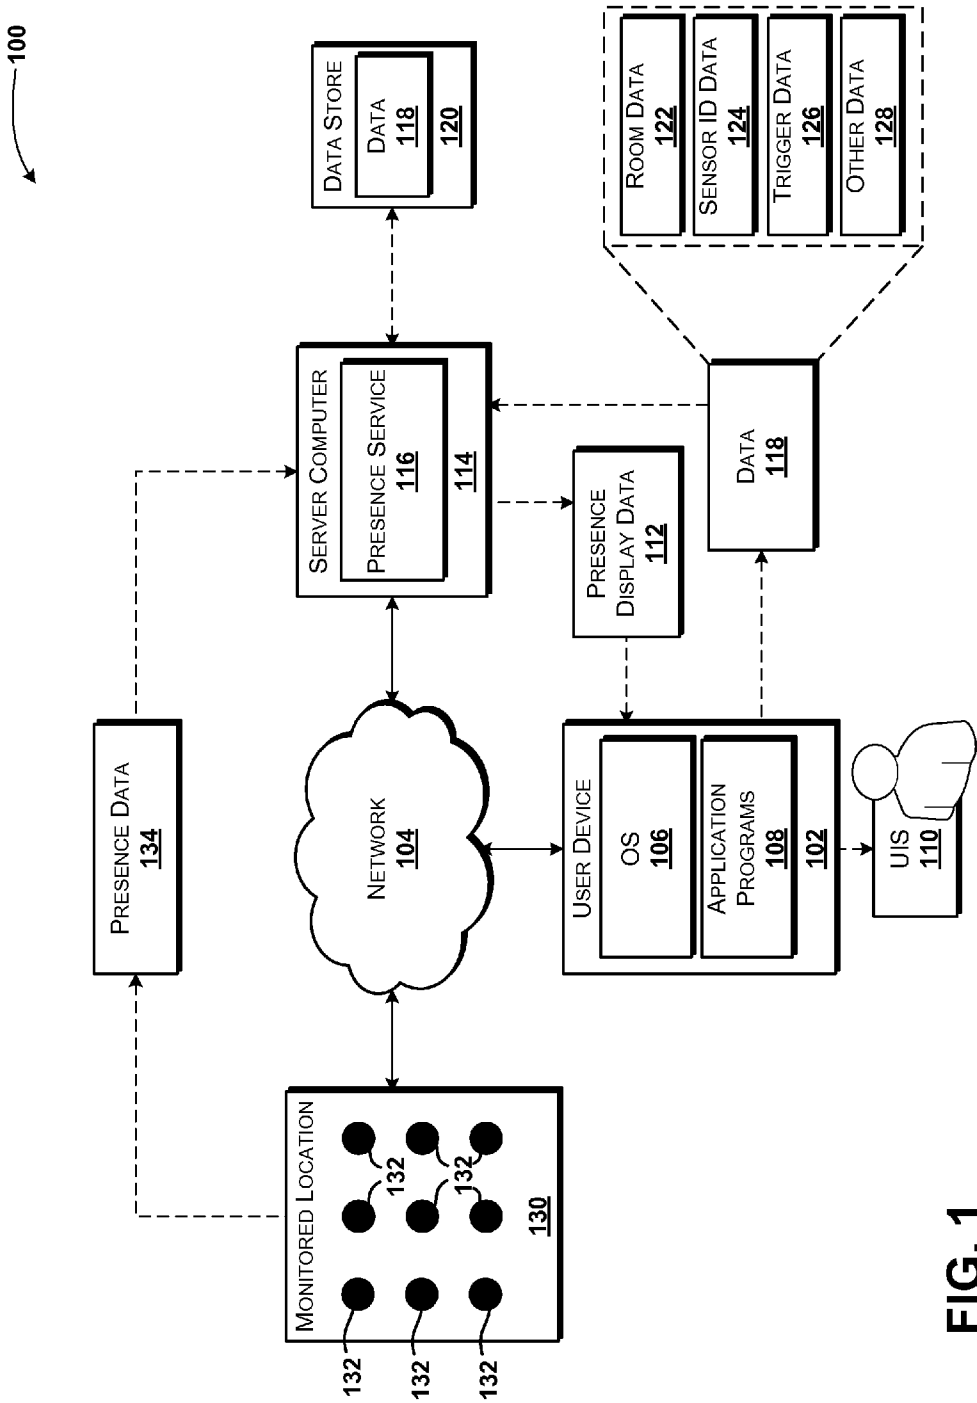 100
PRESENCE DATA
134
MONITORED LOCATION
132
132
132
132
132
130
NETWORK
104
SERVER COMPUTER
PRESENCE SERVICE
116
114
DATA STORE
DATA
118
120
USER DEVICE
OS
106
APPLICATION
PROGRAMS
108
102
UIS
110
PRESENCE
DISPLAY DATA
112
DATA
118
ROOM DATA
122
SENSOR ID DATA
124
TRIGGER DATA
126
OTHER DATA
128
FIG. 1